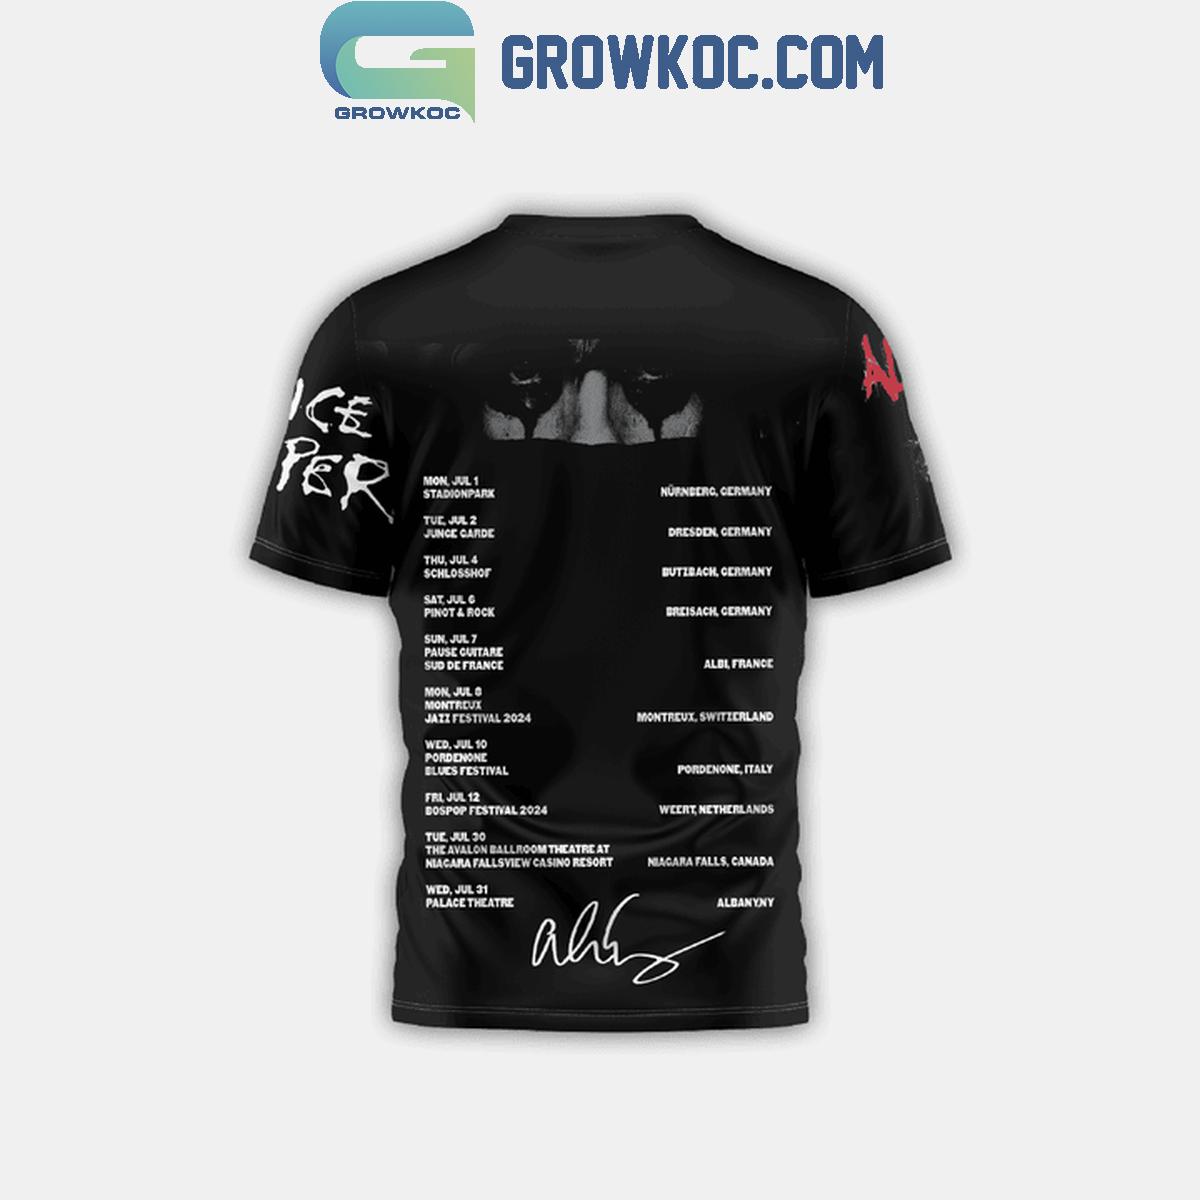 GROWKOC
GROWKOC.COM
ICE
PER
AL
MON, JUL 1
STADIONPARK
NÜRNBERG, GERMANY
TUE, JUL 2
JUNGE GARDE
DRESDEN, GERMANY
THU, JUL 4
SCHLOSSHOF
BUTZBACH, GERMANY
SAT, JUL 6
PINOT & ROCK
BREISACH, GERMANY
SUN, JUL 7
PAUSE GUITARE
SUD DE FRANCE
ALBI, FRANCE
MON, JUL 8
MONTREUX
JAZZ FESTIVAL 2024
MONTREUX, SWITZERLAND
WED, JUL 10
PORDENONE
BLUES FESTIVAL
PORDENONE, ITALY
FRI, JUL 12
BOSPOP FESTIVAL 2024
WEERT, NETHERLANDS
TUE, JUL 30
THE AVALON BALLROOM THEATRE AT
NIAGARA FALLSVIEW CASINO RESORT
NIAGARA FALLS, CANADA
WED, JUL 31
PALACE THEATRE
ALBANY,NY